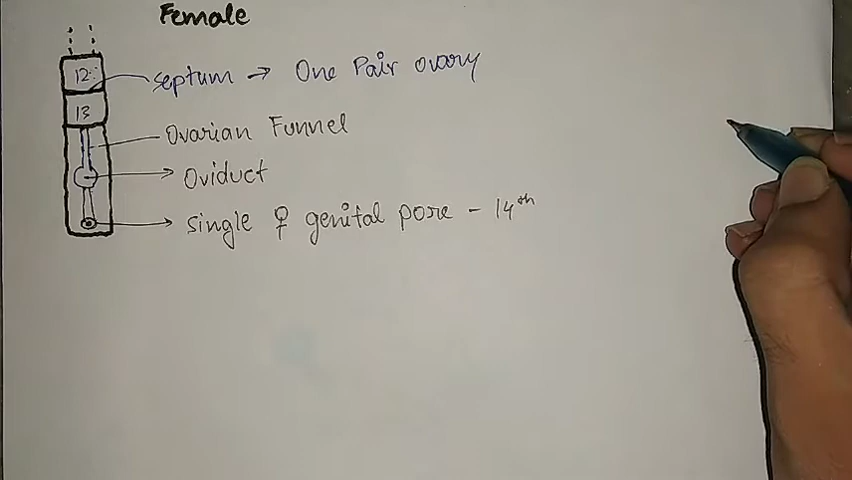 Female
12
septum → One Pair ovary
13
Ovarian Funnel
Oviduct
single ♀ genital pore - 14th